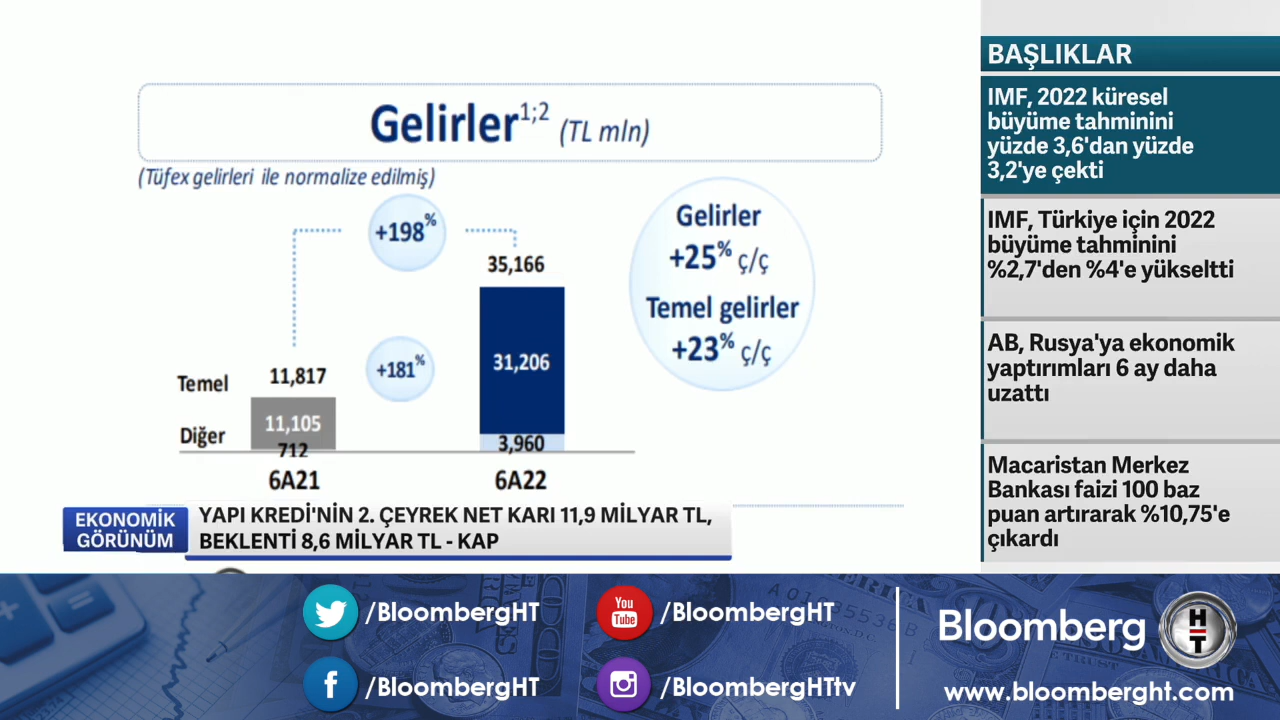 Gelirler1;2 (TL mln)
(Tüfex gelirleri ile normalize edilmiş)
+198%
35,166
31,206
3,960
6A22
+181%
Temel
11,817
11,105
Diğer
712
6A21
Gelirler
+25% ç/ç
Temel gelirler
+23% ç/ç
EKONOMİK
GÖRÜNÜM
YAPI KREDİ'NİN 2. ÇEYREK NET KARI 11,9 MİLYAR TL,
BEKLENTİ 8,6 MİLYAR TL - KAP
BAŞLIKLAR
IMF, 2022 küresel
büyüme tahminini
yüzde 3,6'dan yüzde
3,2'ye çekti
IMF, Türkiye için 2022
büyüme tahminini
%2,7'den %4'e yükseltti
AB, Rusya'ya ekonomik
yaptırımları 6 ay daha
uzattı
Macaristan Merkez
Bankası faizi 100 baz
puan artırarak %10,75'e
çıkardı
/BloombergHT
You
Tube
/BloombergHT
f
/BloombergHT
/BloombergHTtv
Bloomberg
HT
www.bloomberght.com